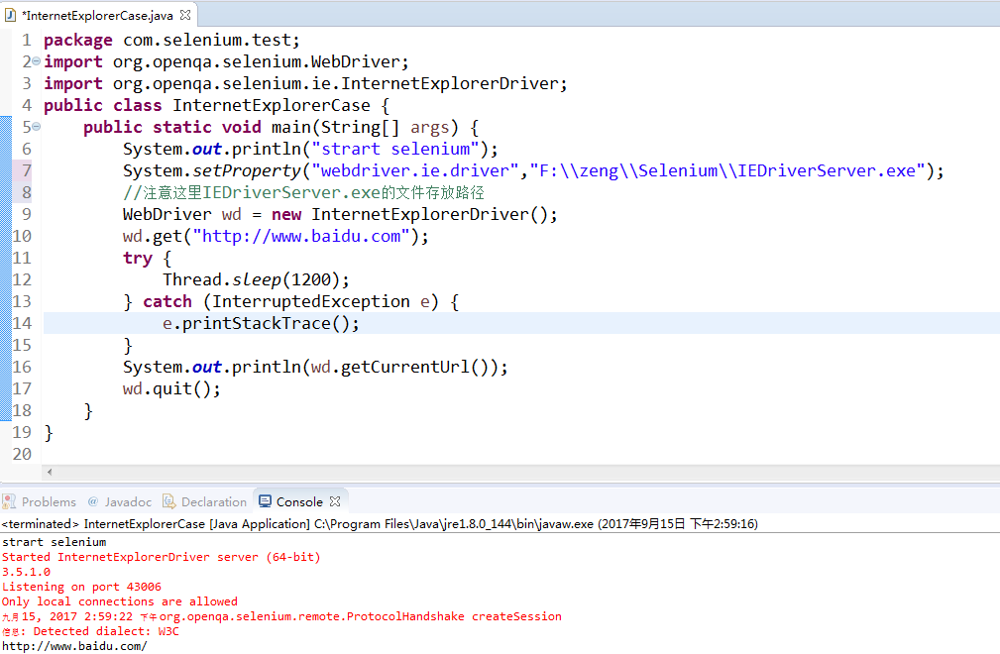 *InternetExplorerCase.java
1 package com.selenium.test;
2 import org.openqa.selenium.WebDriver;
3 import org.openqa.selenium.ie.InternetExplorerDriver;
4 public class InternetExplorerCase {
5 public static void main(String[] args) {
6 System.out.println("strart selenium");
7 System.setProperty("webdriver.ie.driver","F:\\zeng\\Selenium\\IEDriverServer.exe");
8 //注意这里IEDriverServer.exe的文件存放路径
9 WebDriver wd = new InternetExplorerDriver();
10 wd.get("http://www.baidu.com");
11 try {
12 Thread.sleep(1200);
13 } catch (InterruptedException e) {
14 e.printStackTrace();
15 }
16 System.out.println(wd.getCurrentUrl());
17 wd.quit();
18 }
19 }
20
Problems @ Javadoc Declaration Console
<terminated> InternetExplorerCase [Java Application] C:\Program Files\Java\jre1.8.0_144\bin\javaw.exe (2017年9月15日 下午2:59:16)
strart selenium
Started InternetExplorerDriver server (64-bit)
3.5.1.0
Listening on port 43006
Only local connections are allowed
九月15, 2017 2:59:22 下午org.openqa.selenium.remote.ProtocolHandshake createSession
信息: Detected dialect: W3C
http://www.baidu.com/